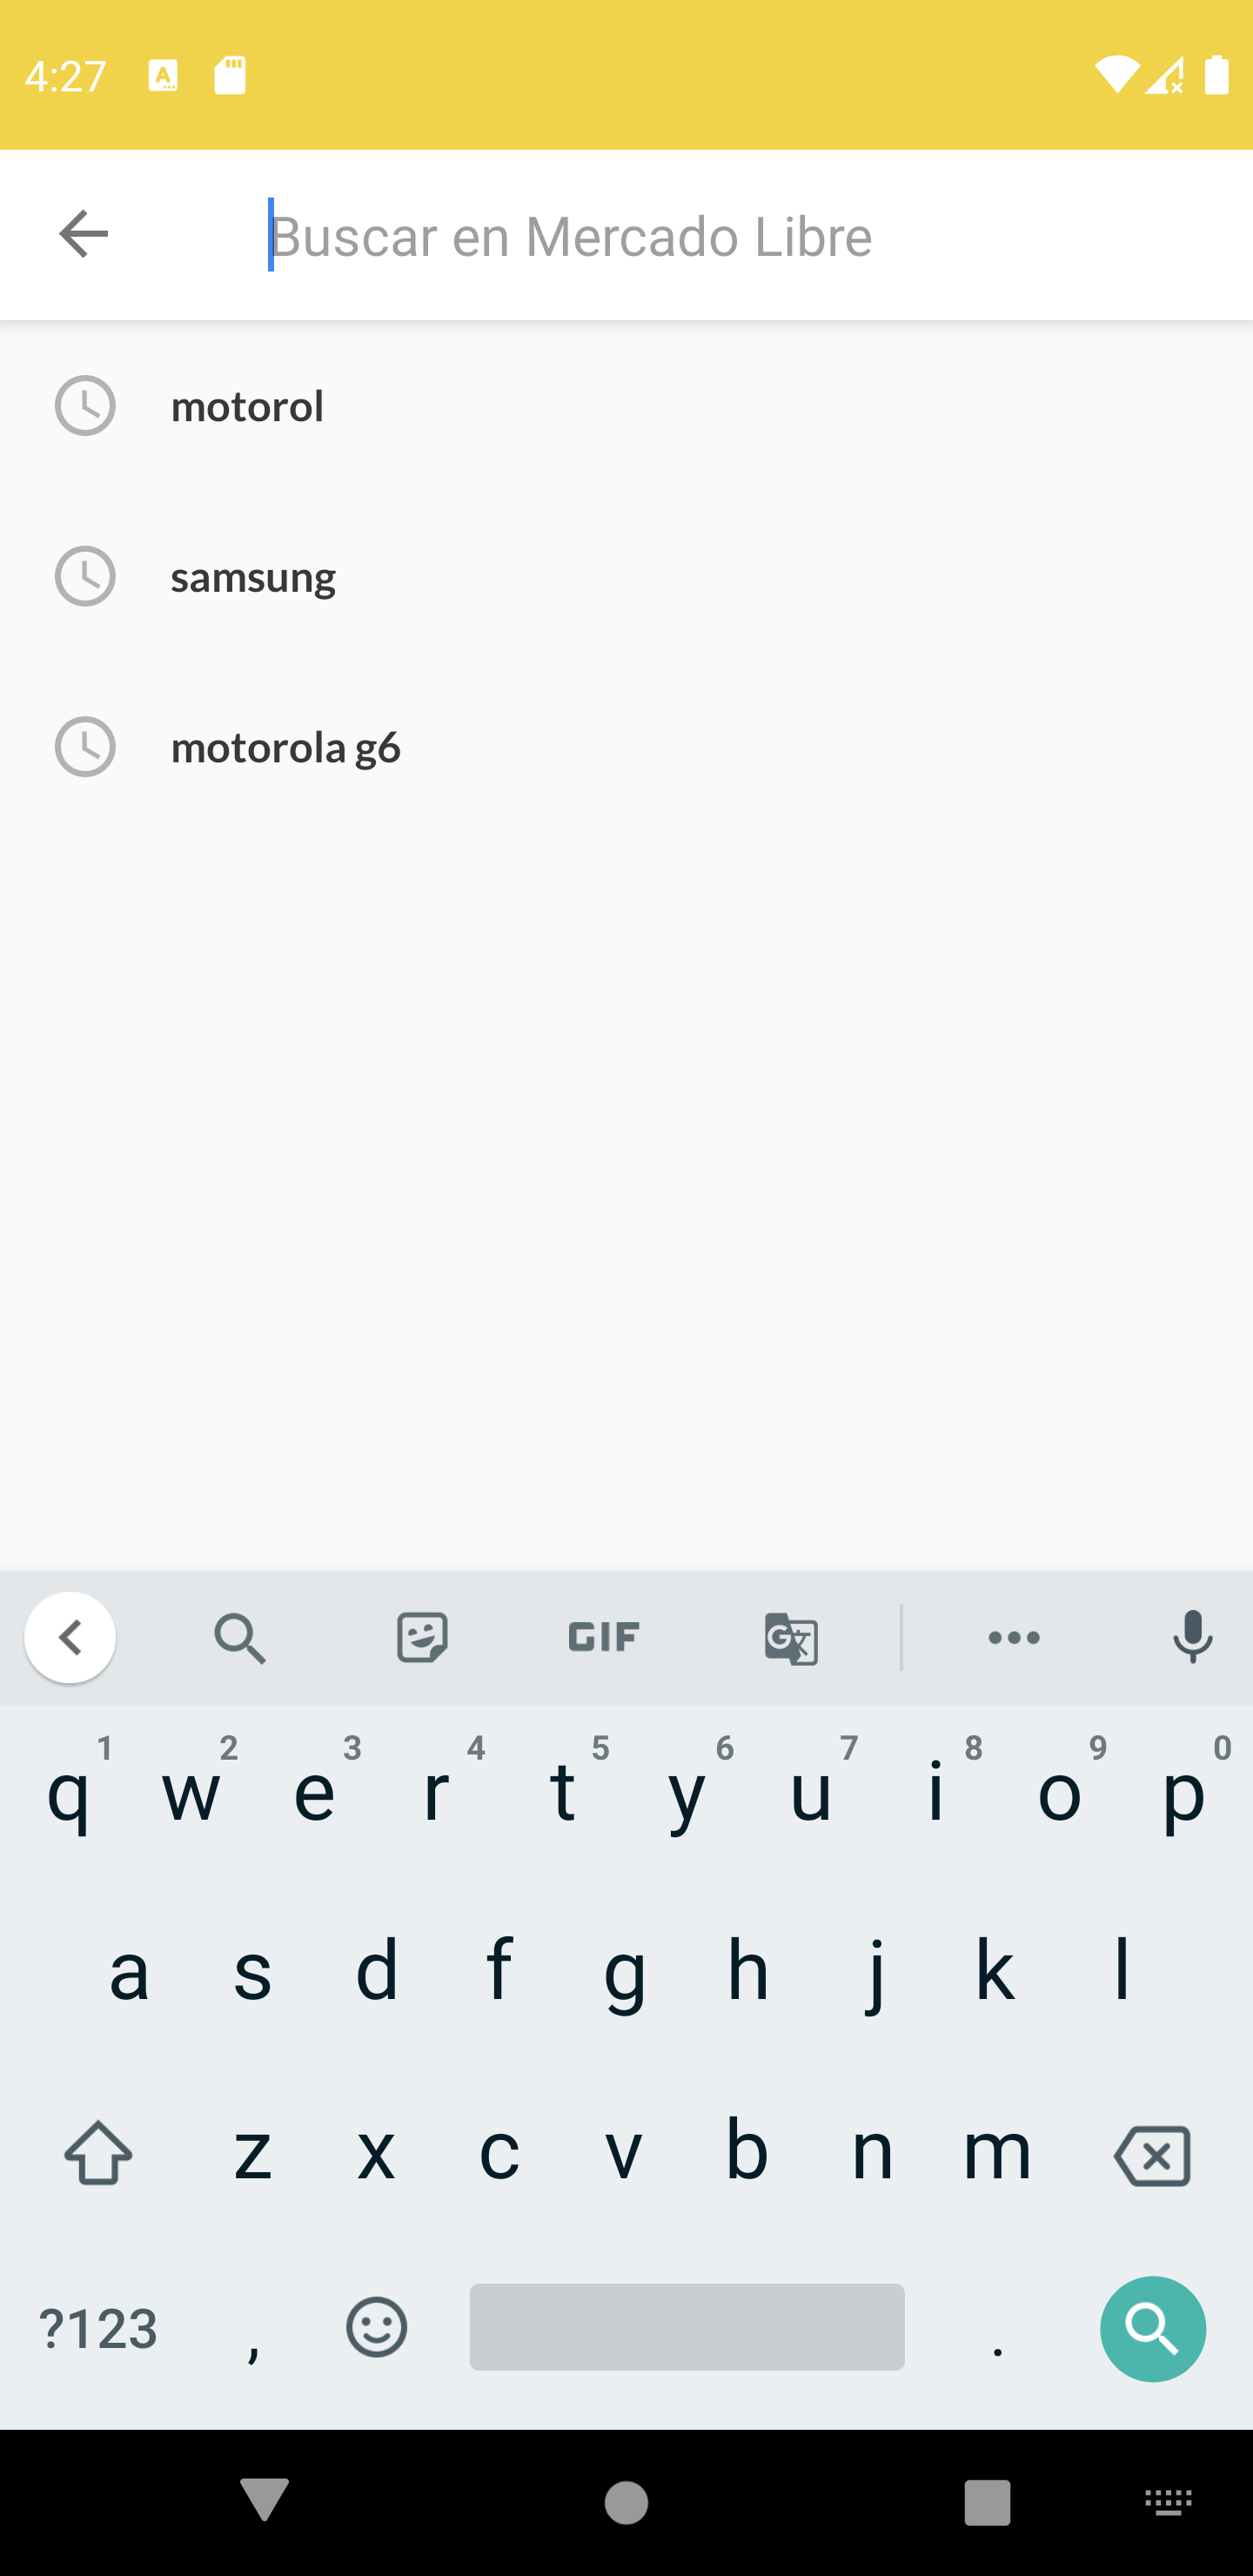 4:27
Buscar en Mercado Libre
motorol
samsung
motorola g6
GIF
1 2 3 4 5 6 7 8 9 0
q w e r t y u i o p
a s d f g h j k l
z x c v b n m
?123 , .